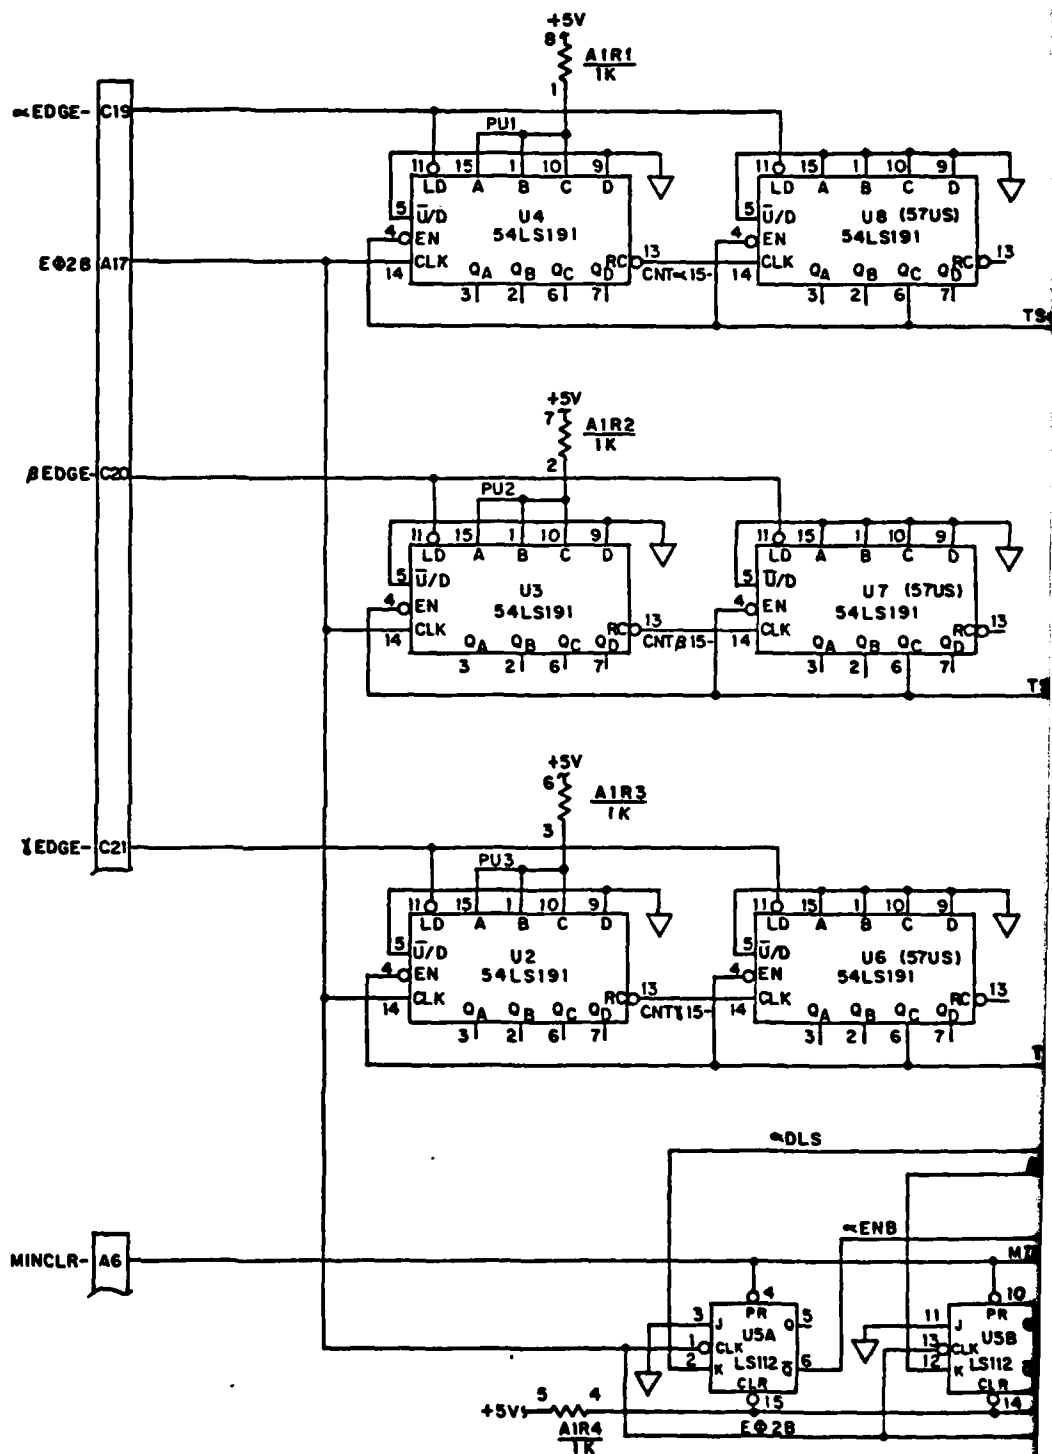 +5V
8
A1R1
1K
1
∝EDGE- C19
PU1
11 15 1 10 9
LD A B C D
5 U̅/D
4 EN
U4
54LS191
14 CLK
RC 13
QA QB QC QD
3 2 6 7
CNT∝15-
11 15 1 10 9
LD A B C D
5 U̅/D
4 EN
U8 (57US)
54LS191
14 CLK
RC 13
QA QB QC QD
3 2 6 7
EΦ2B A17
TS
+5V
7
A1R2
1K
2
βEDGE- C20
PU2
11 15 1 10 9
LD A B C D
5 U̅/D
4 EN
U3
54LS191
14 CLK
RC 13
QA QB QC QD
3 2 6 7
CNTβ15-
11 15 1 10 9
LD A B C D
5 U̅/D
4 EN
U7 (57US)
54LS191
14 CLK
RC 13
QA QB QC QD
3 2 6 7
+5V
6
A1R3
1K
3
ɣEDGE- C21
PU3
11 15 1 10 9
LD A B C D
5 U̅/D
4 EN
U2
54LS191
14 CLK
RC 13
QA QB QC QD
3 2 6 7
CNTɣ15-
11 15 1 10 9
LD A B C D
5 U̅/D
4 EN
U6 (57US)
54LS191
14 CLK
RC 13
QA QB QC QD
3 2 6 7
∝DLS
∝ENB
MINCLR- A6
4
PR
3 J
Q 5
U5A
1 CLK
LS112
2 K
Q̅ 6
CLR
15
10
PR
11 J
U5B
13 CLK
LS112
12 K
CLR
14
+5V 5 4
A1R4
1K
EΦ2B